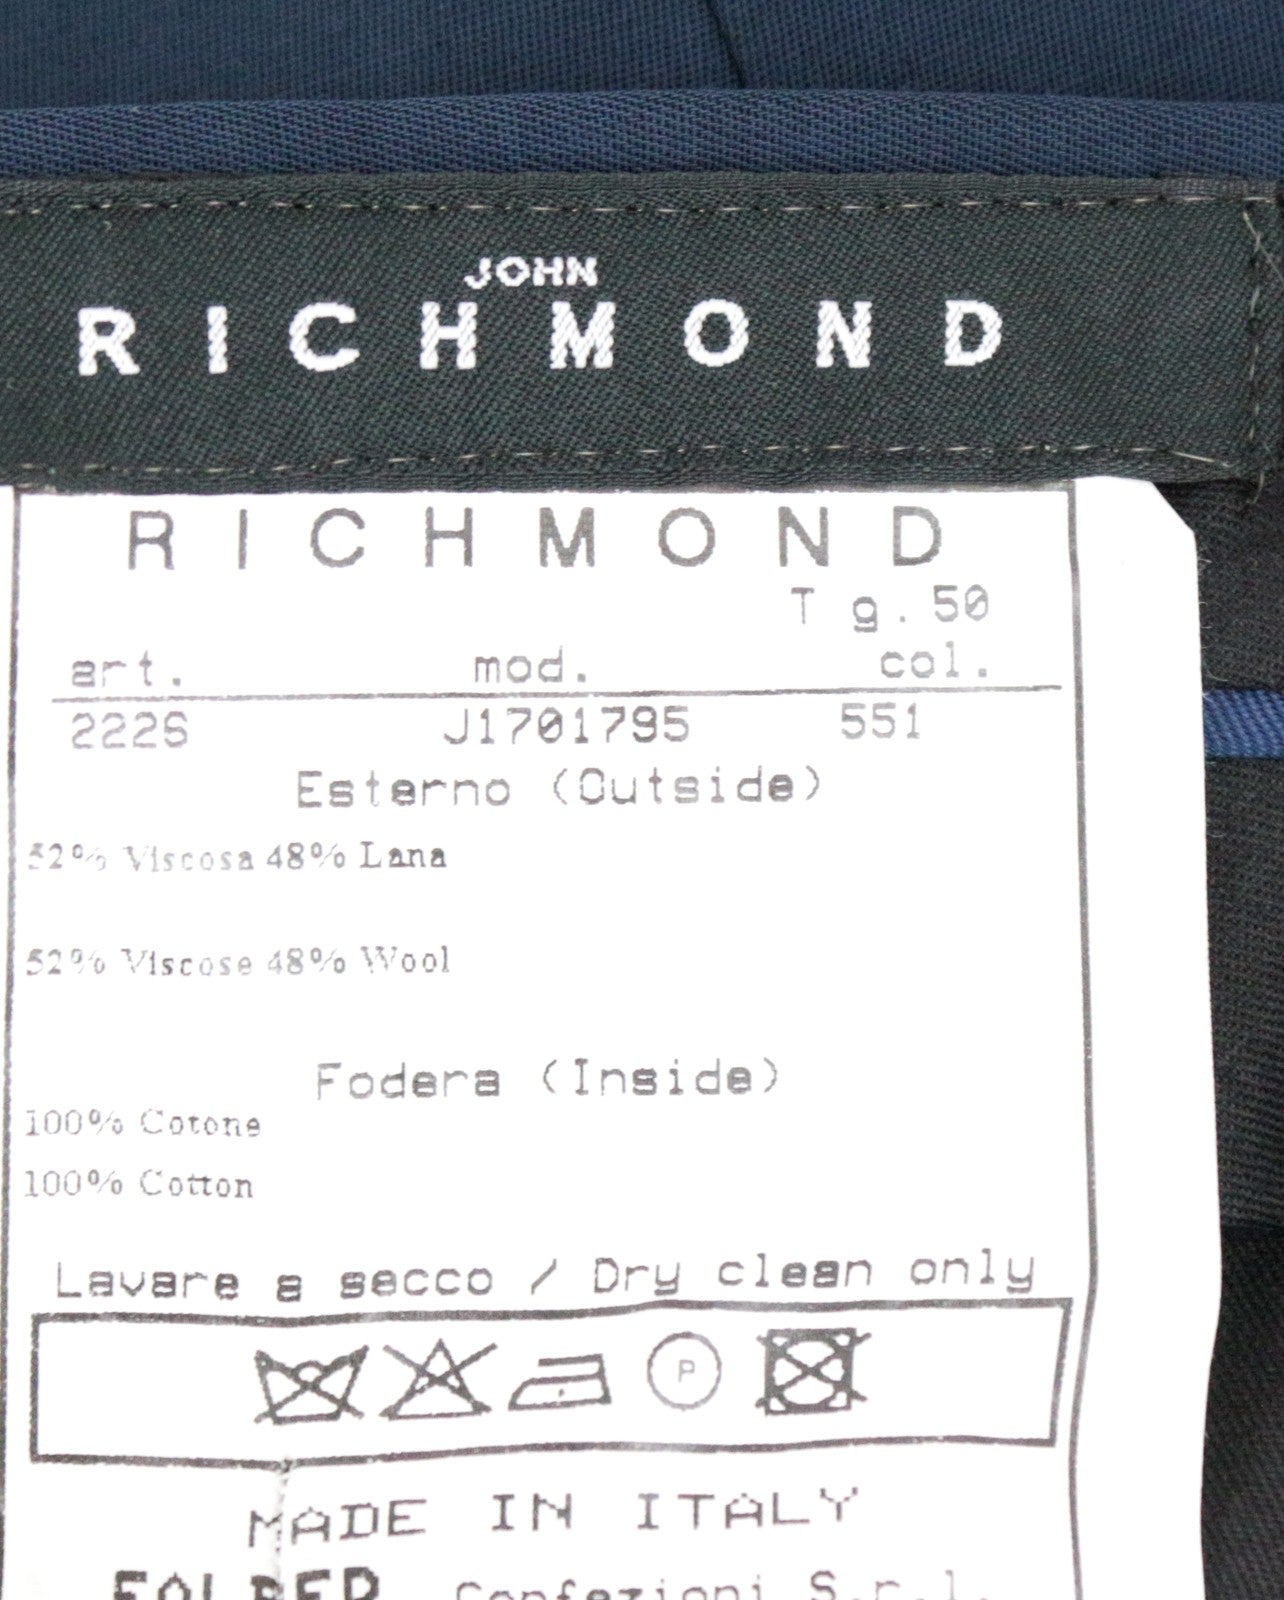 JOHN
RICHMOND
RICHMOND
Tg.50
art. mod. col.
222S J1701795 551
Esterno (Outside)
52% Viscosa 48% Lana
52% Viscose 48% Wool
Fodera (Inside)
100% Cotone
100% Cotton
Lavare a secco / Dry clean only
P
MADE IN ITALY
Confezioni S.r.l.